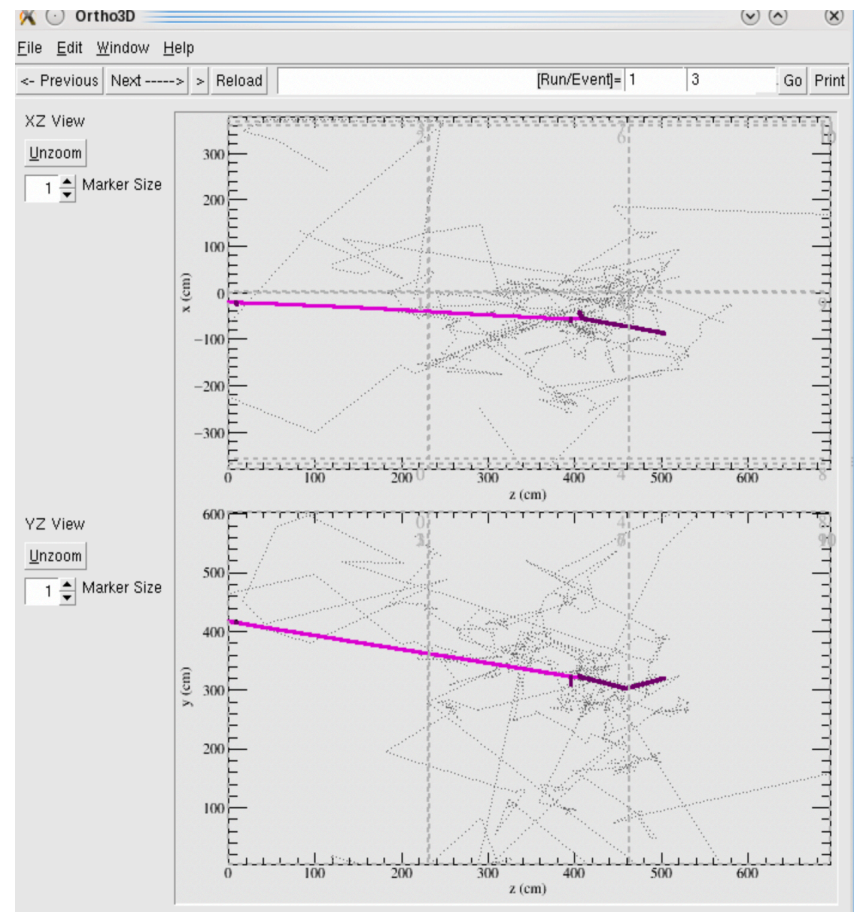 Ortho3D
File Edit Window Help
<- Previous Next -----> > Reload [Run/Event]= 1 3 Go Print
XZ View
Unzoom
1 Marker Size
300
200
100
0
−100
−200
−300
x (cm)
0 100 200 300 400 500 600
z (cm)
YZ View
Unzoom
1 Marker Size
600
500
400
300
200
100
y (cm)
0 100 200 300 400 500 600
z (cm)